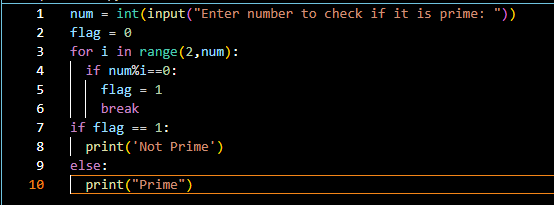 1 num = int(input("Enter number to check if it is prime: "))
2 flag = 0
3 for i in range(2,num):
4 if num%i==0:
5 flag = 1
6 break
7 if flag == 1:
8 print('Not Prime')
9 else:
10 print("Prime")